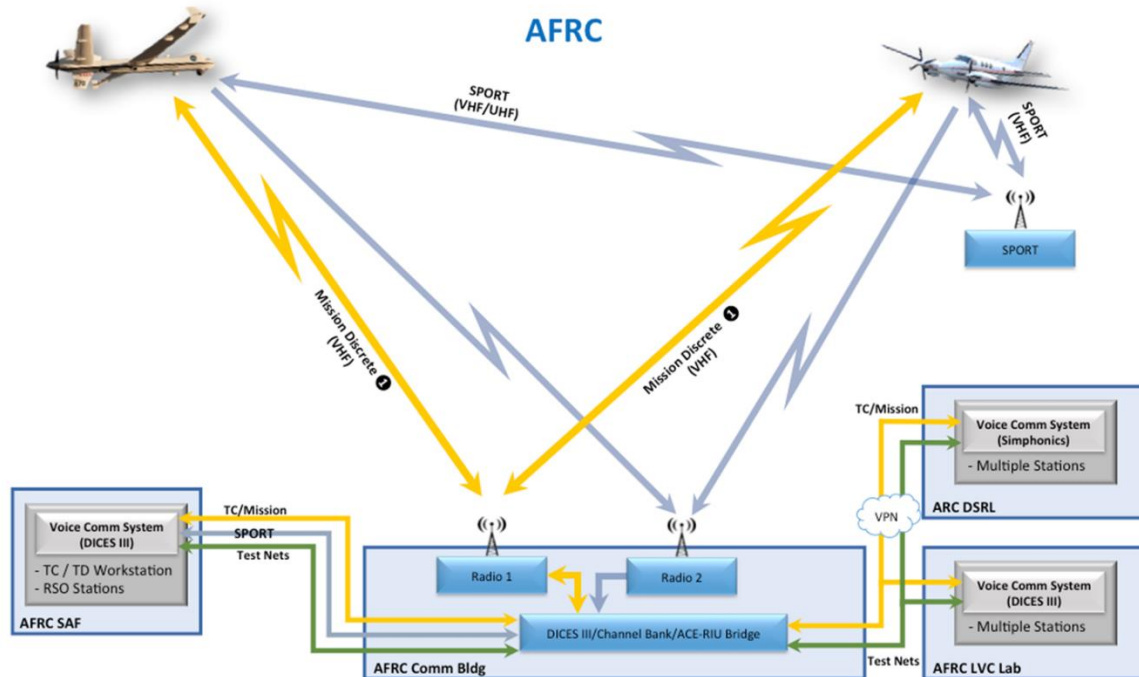 AFRC
SPORT
(VHF/UHF)
SPORT
(VHF)
SPORT
Mission Discrete ❶
(VHF)
Mission Discrete ❶
(VHF)
TC/Mission
Voice Comm System
(Simphonics)
- Multiple Stations
ARC DSRL
VPN
TC/Mission
SPORT
Test Nets
Voice Comm System
(DICES III)
- TC / TD Workstation
- RSO Stations
AFRC SAF
Radio 1
Radio 2
DICES III/Channel Bank/ACE-RIU Bridge
AFRC Comm Bldg
Test Nets
Voice Comm System
(DICES III)
- Multiple Stations
AFRC LVC Lab